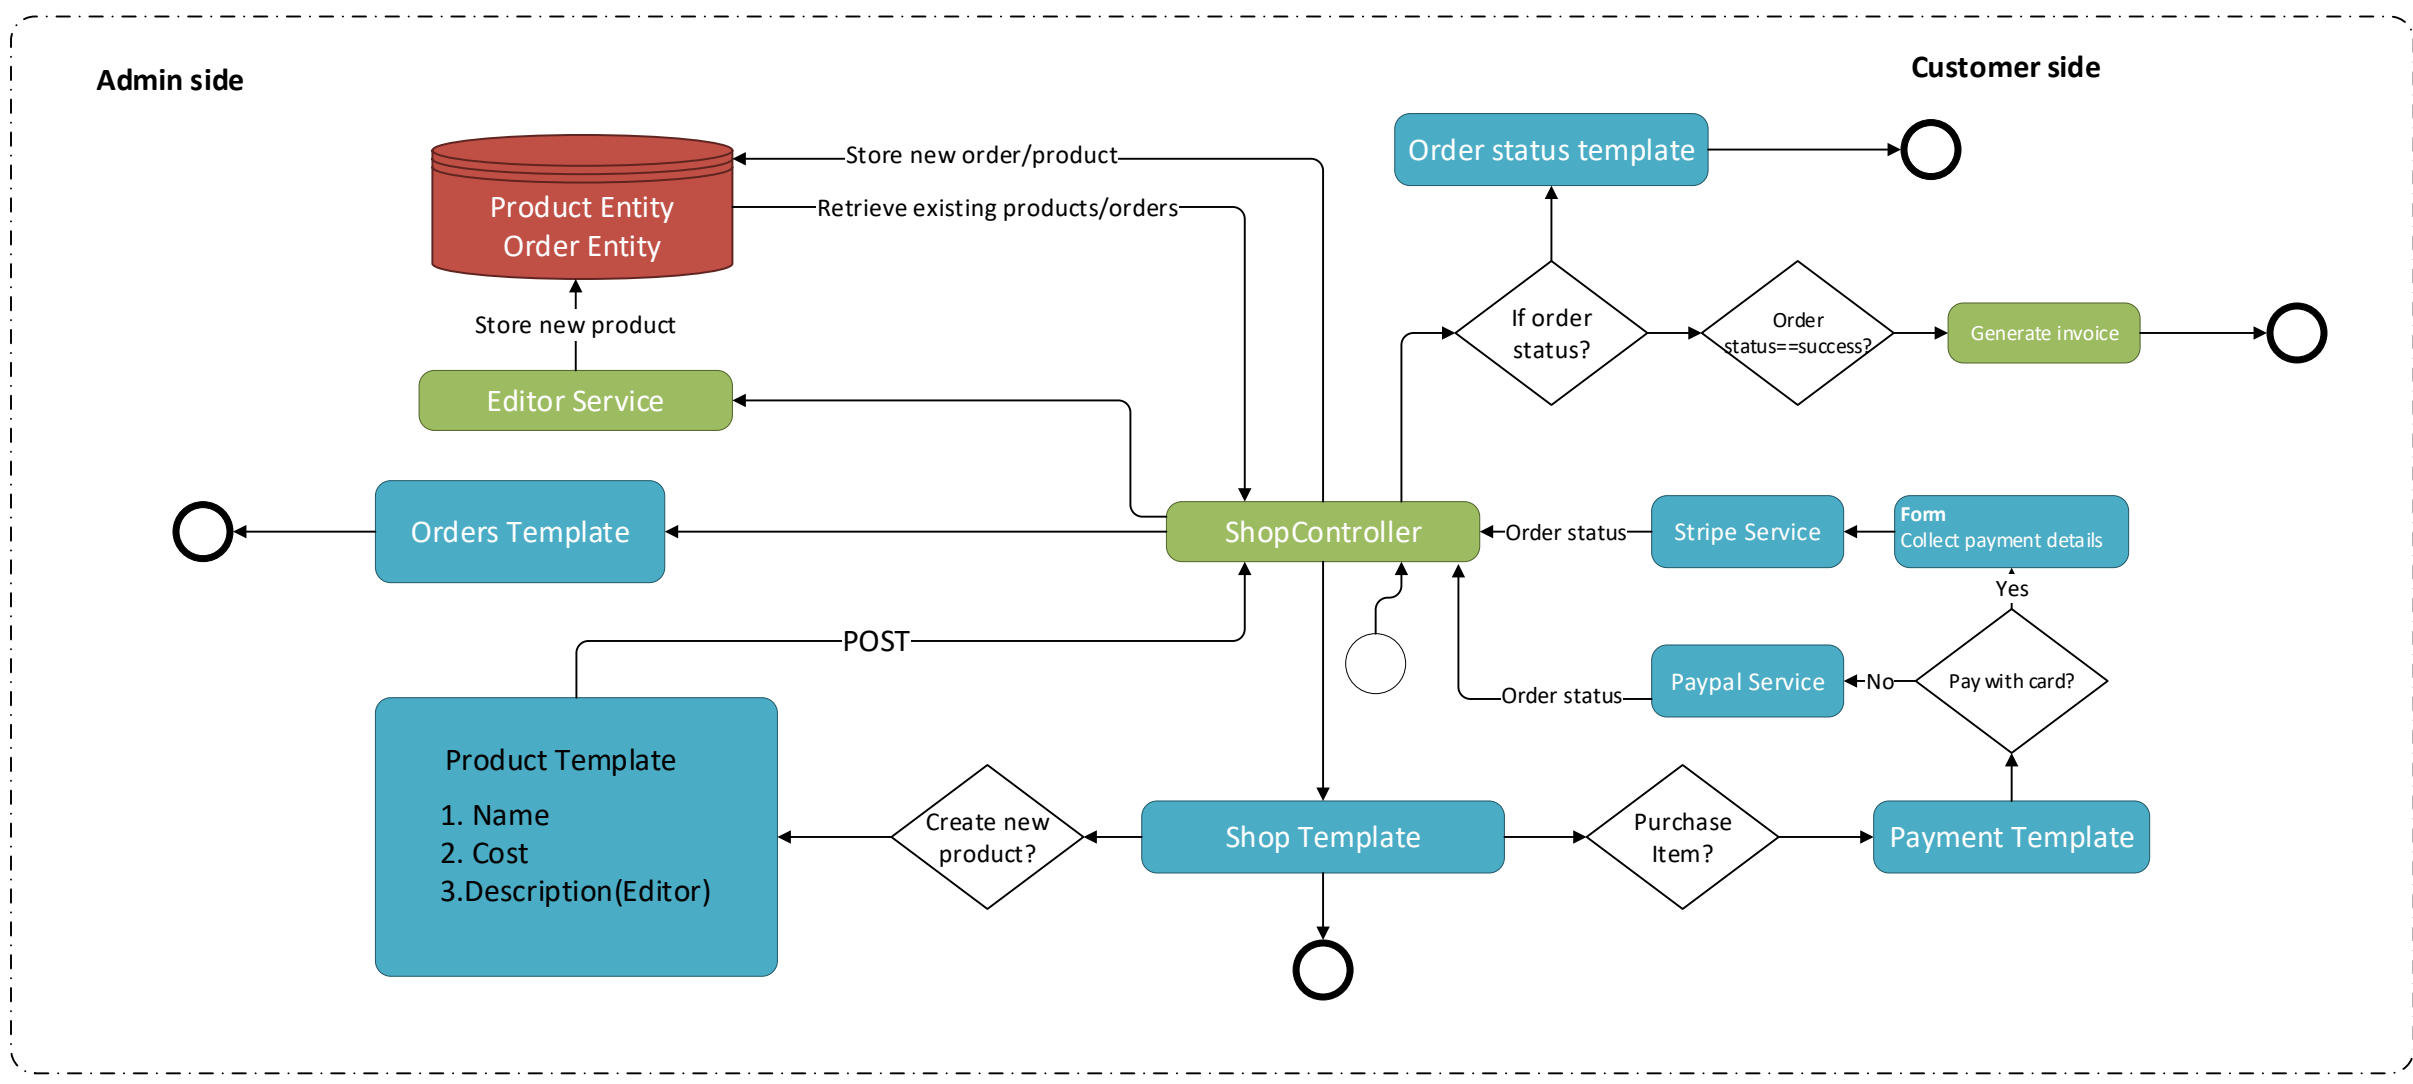 Admin side
Customer side
Order status template
Store new order/product
Retrieve existing products/orders
Product Entity
Order Entity
If order
status?
Order
status==success?
Generate invoice
Store new product
Editor Service
Orders Template
ShopController
Order status
Stripe Service
Form
Collect payment details
Yes
POST
Order status
Paypal Service
No
Pay with card?
Product Template
1. Name
2. Cost
3.Description(Editor)
Create new
product?
Shop Template
Purchase
Item?
Payment Template